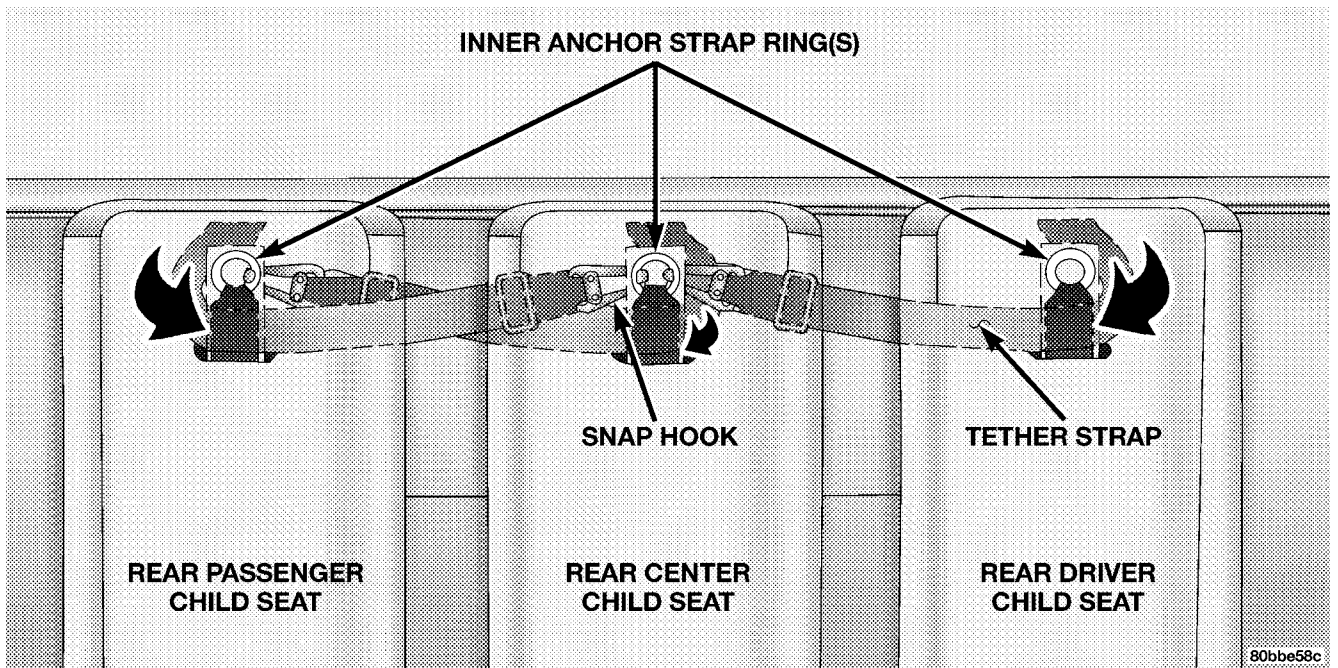 INNER ANCHOR STRAP RING(S)
SNAP HOOK
TETHER STRAP
REAR PASSENGER
CHILD SEAT
REAR CENTER
CHILD SEAT
REAR DRIVER
CHILD SEAT
80bbe58c